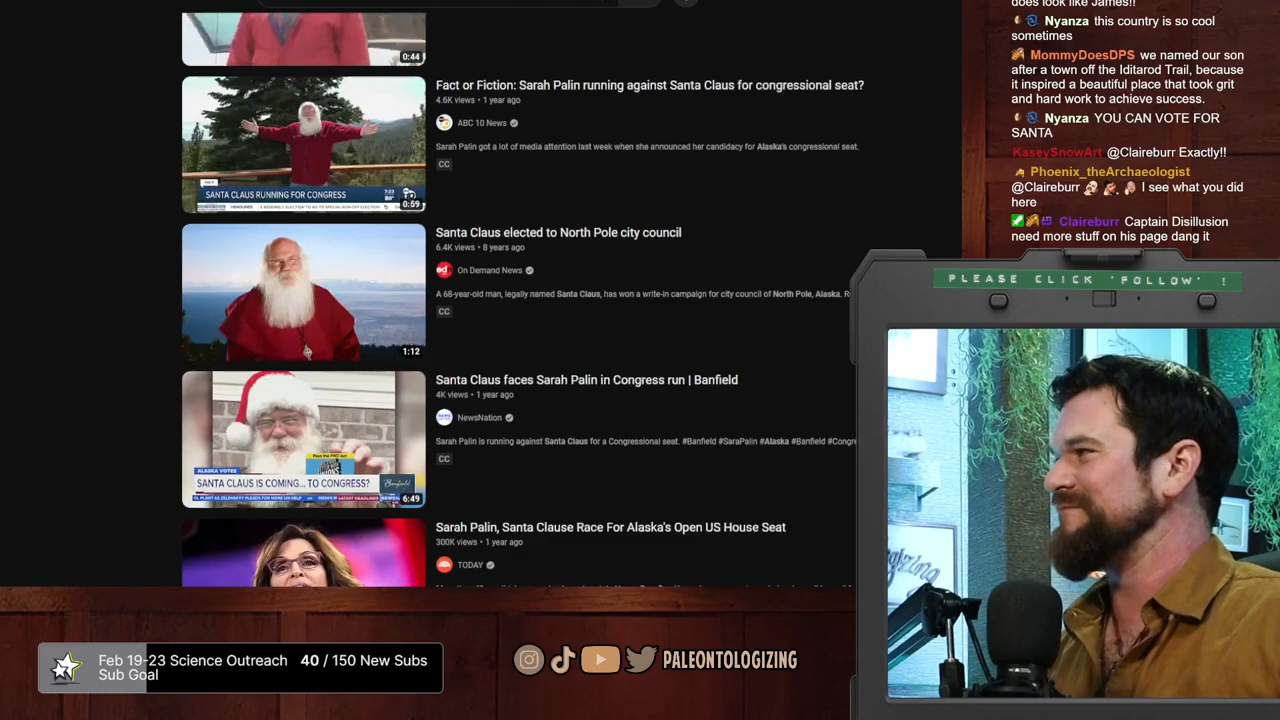 0:44
Fact or Fiction: Sarah Palin running against Santa Claus for congressional seat?
4.6K views • 1 year ago
ABC 10 News
Sarah Palin got a lot of media attention last week when she announced her candidacy for Alaska's congressional seat.
CC
SANTA CLAUS RUNNING FOR CONGRESS
7:23
80°
HEADLINES
0:59
Santa Claus elected to North Pole city council
6.4K views • 8 years ago
On Demand News
A 68-year-old man, legally named Santa Claus, has won a write-in campaign for city council of North Pole, Alaska. R
CC
1:12
Santa Claus faces Sarah Palin in Congress run | Banfield
4K views • 1 year ago
NewsNation
Sarah Palin is running against Santa Claus for a Congressional seat. #Banfield #SaraPalin #Alaska #Banfield #Congre
CC
ALASKA VOTES
SANTA CLAUS IS COMING... TO CONGRESS?
Banfield
LATEST HEADLINES
6:49
Sarah Palin, Santa Clause Race For Alaska's Open US House Seat
300K views • 1 year ago
TODAY
does look like James!!
Nyanza this country is so cool
sometimes
MommyDoesDPS we named our son
after a town off the Iditarod Trail, because
it inspired a beautiful place that took grit
and hard work to achieve success.
Nyanza YOU CAN VOTE FOR
SANTA
KaseySnowArt @Claireburr Exactly!!
Phoenix_theArchaeologist
@Claireburr I see what you did
here
Claireburr Captain Disillusion
need more stuff on his page dang it
PLEASE CLICK 'FOLLOW' !
Feb 19-23 Science Outreach 40 / 150 New Subs
Sub Goal
PALEONTOLOGIZING